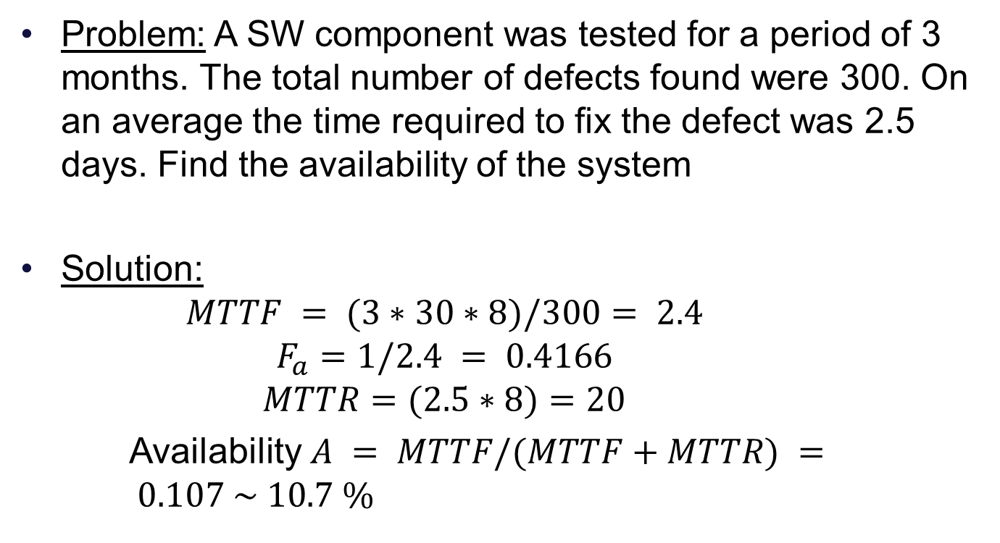 • Problem: A SW component was tested for a period of 3
months. The total number of defects found were 300. On
an average the time required to fix the defect was 2.5
days. Find the availability of the system
• Solution:
MTTF = (3 ∗ 30 ∗ 8)/300 = 2.4
Fₐ = 1/2.4 = 0.4166
MTTR = (2.5 ∗ 8) = 20
Availability A = MTTF/(MTTF + MTTR) =
0.107 ~ 10.7 %